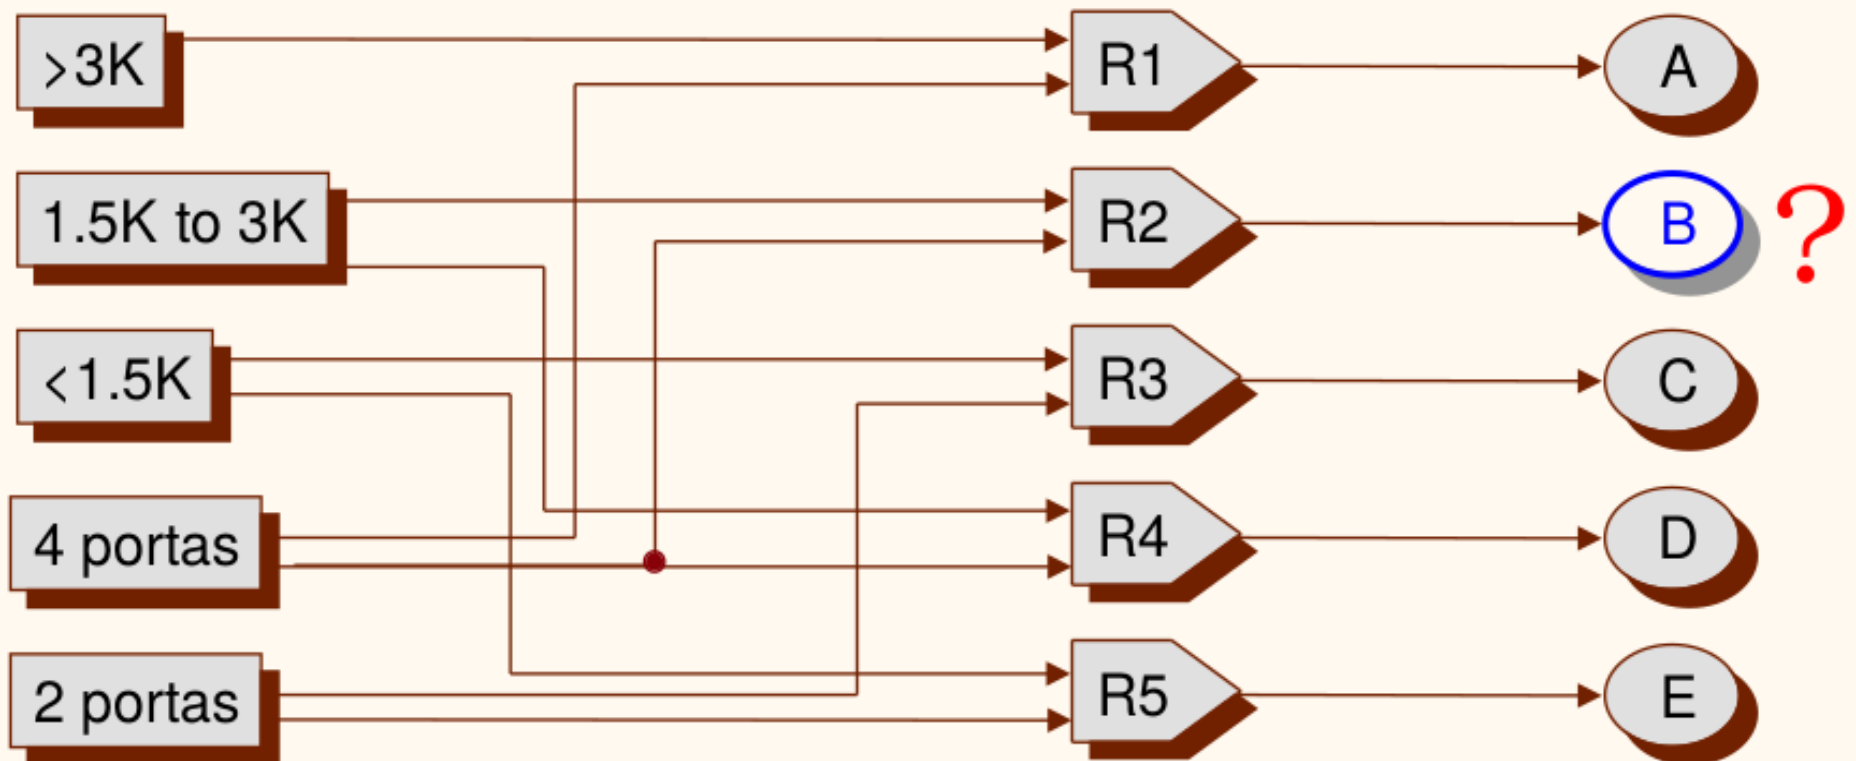 >3K
R1
A
1.5K to 3K
R2
B
?
<1.5K
R3
C
4 portas
R4
D
2 portas
R5
E